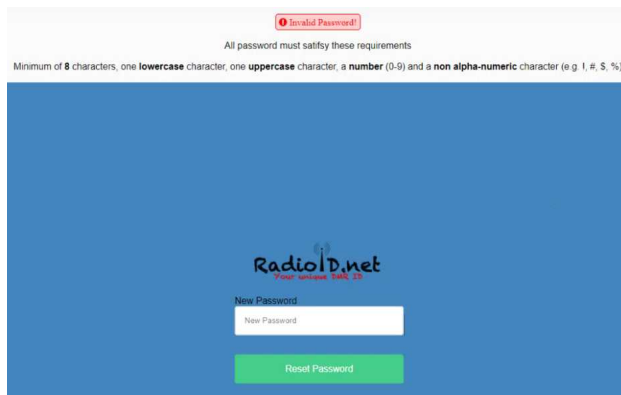 Invalid Password!
All password must satifsy these requirements
Minimum of 8 characters, one lowercase character, one uppercase character, a number (0-9) and a non alpha-numeric character (e.g. !, #, $, %)
RadioID.net
Your unique DMR ID
New Password
New Password
Reset Password